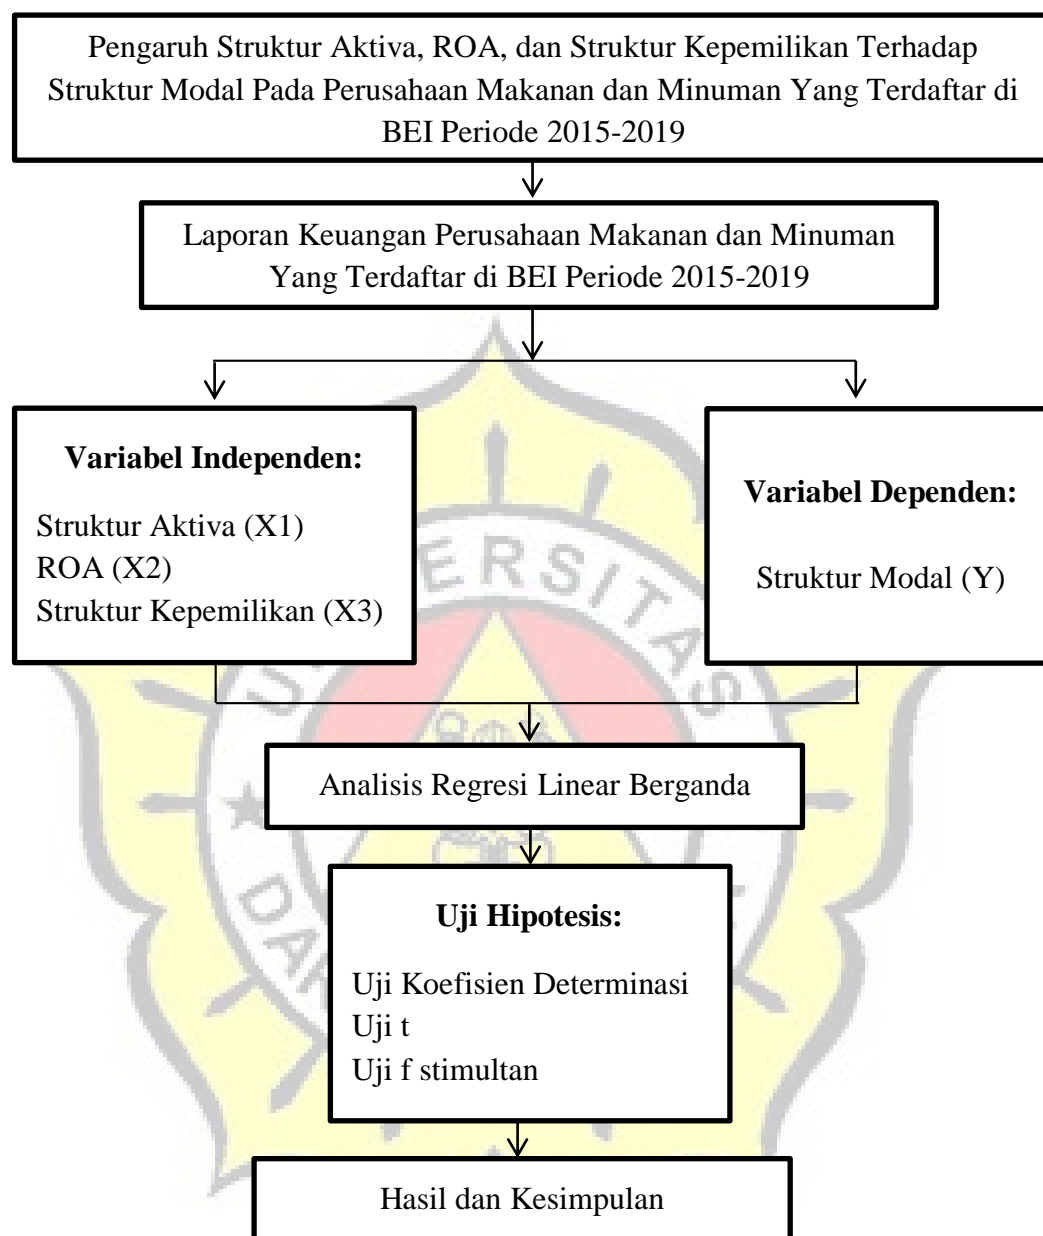 Pengaruh Struktur Aktiva, ROA, dan Struktur Kepemilikan Terhadap
Struktur Modal Pada Perusahaan Makanan dan Minuman Yang Terdaftar di
BEI Periode 2015-2019
Laporan Keuangan Perusahaan Makanan dan Minuman
Yang Terdaftar di BEI Periode 2015-2019
Variabel Independen:
Struktur Aktiva (X1)
ROA (X2)
Struktur Kepemilikan (X3)
Variabel Dependen:
Struktur Modal (Y)
Analisis Regresi Linear Berganda
Uji Hipotesis:
Uji Koefisien Determinasi
Uji t
Uji f stimultan
Hasil dan Kesimpulan